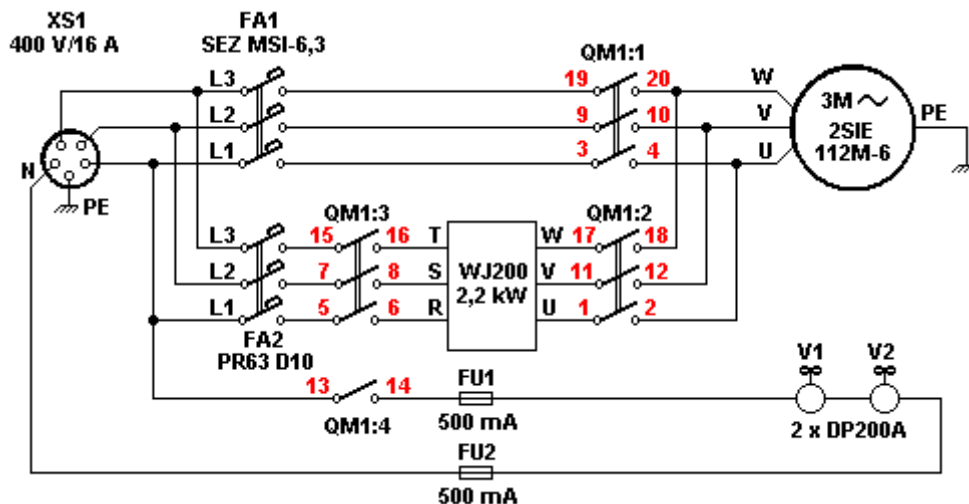 XS1
400 V/16 A
FA1
SEZ MSI-6,3
QM1:1
L3
19
20
W
L2
9
10
V
L1
3
4
U
3M
2SIE
112M-6
PE
N
PE
QM1:3
QM1:2
L3
15
16
T
W
17
18
L2
7
8
S
WJ200
V
11
12
L1
5
6
R
2,2 kW
U
1
2
FA2
PR63 D10
13
14
QM1:4
FU1
500 mA
V1
V2
2 x DP200A
FU2
500 mA